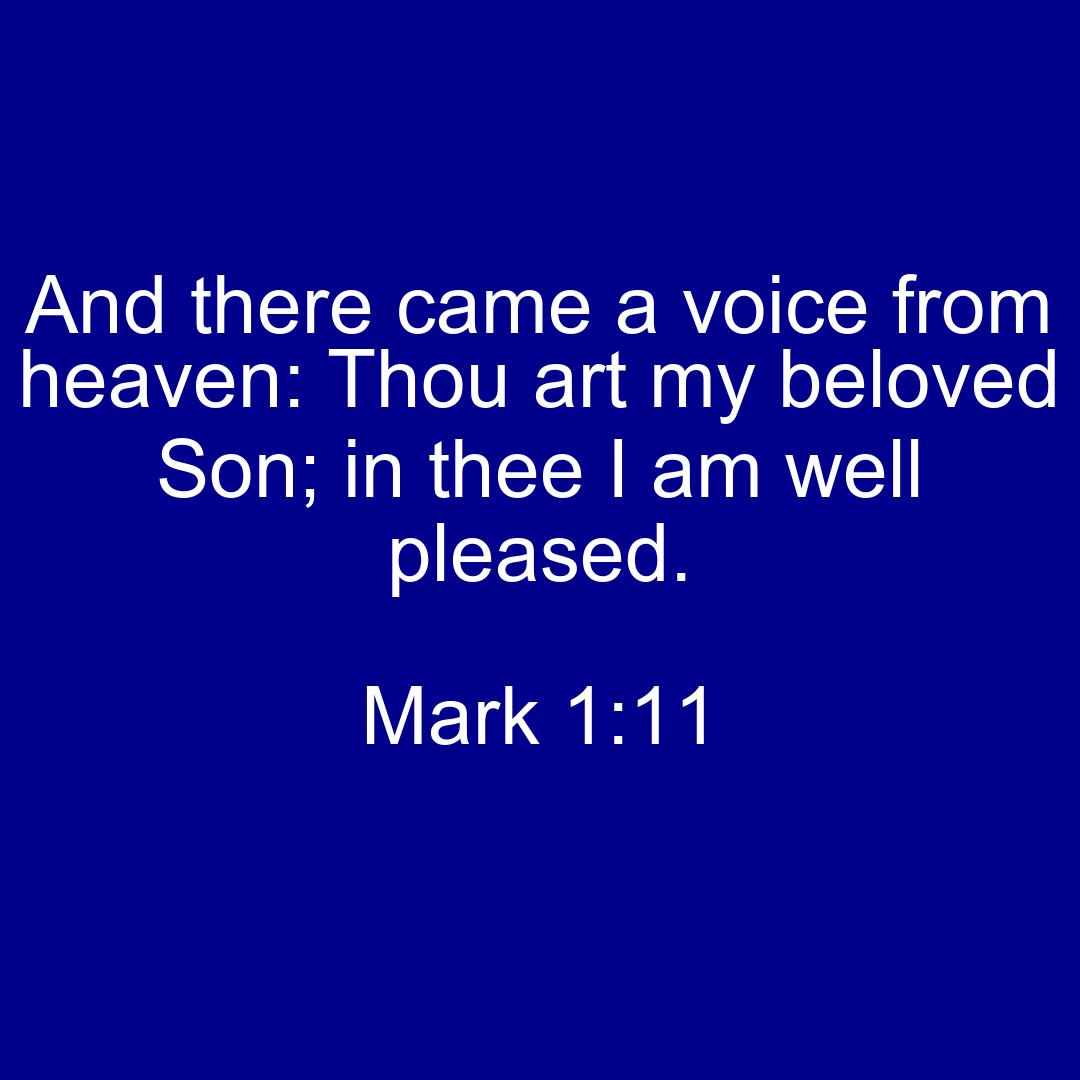 And there came a voice from
heaven: Thou art my beloved
Son; in thee I am well
pleased.
Mark 1:11